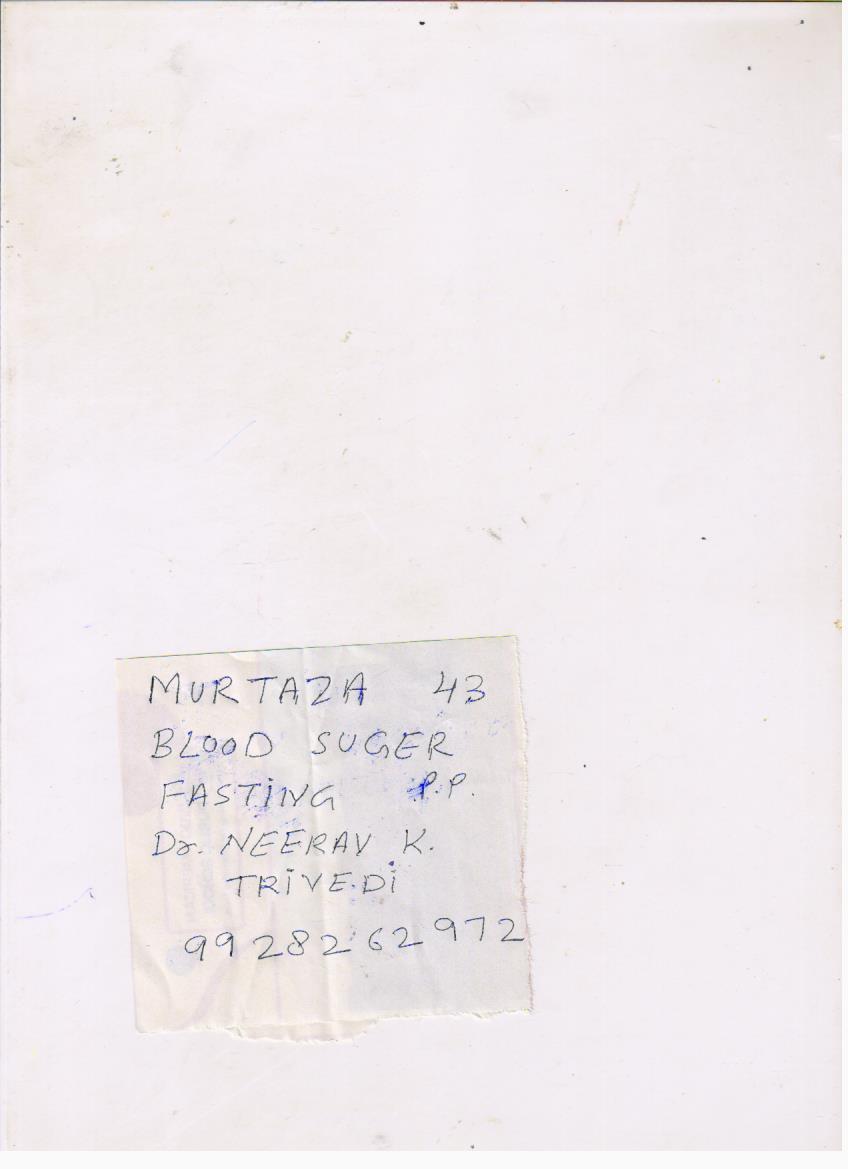 MURTAZA 43
BLOOD SUGER
FASTING P.P.
Dr. NEERAV K.
TRIVEDI
9928262972